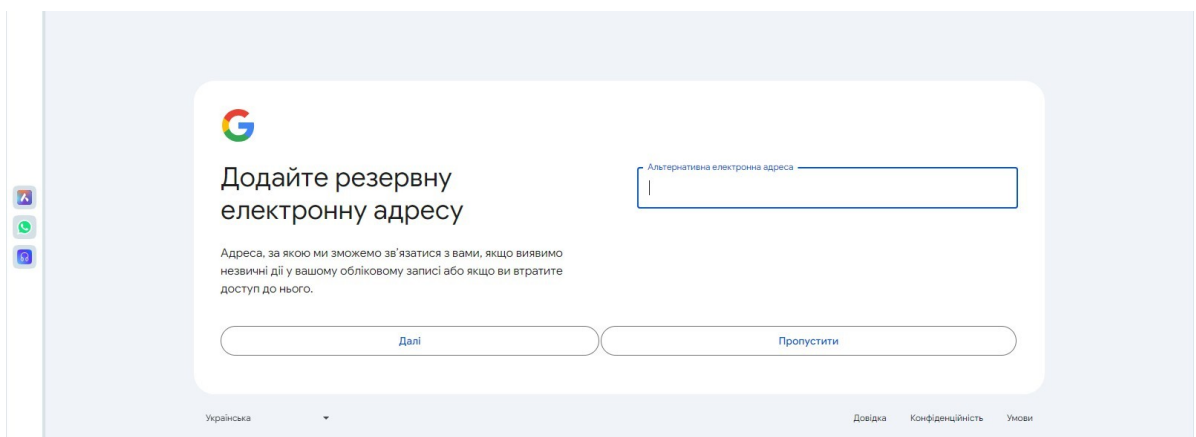 Додайте резервну
електронну адресу
Адреса, за якою ми зможемо зв'язатися з вами, якщо виявимо
незвичні дії у вашому обліковому записі або якщо ви втратите
доступ до нього.
Альтернативна електронна адреса
Далі
Пропустити
Українська
Довідка Конфіденційність Умови